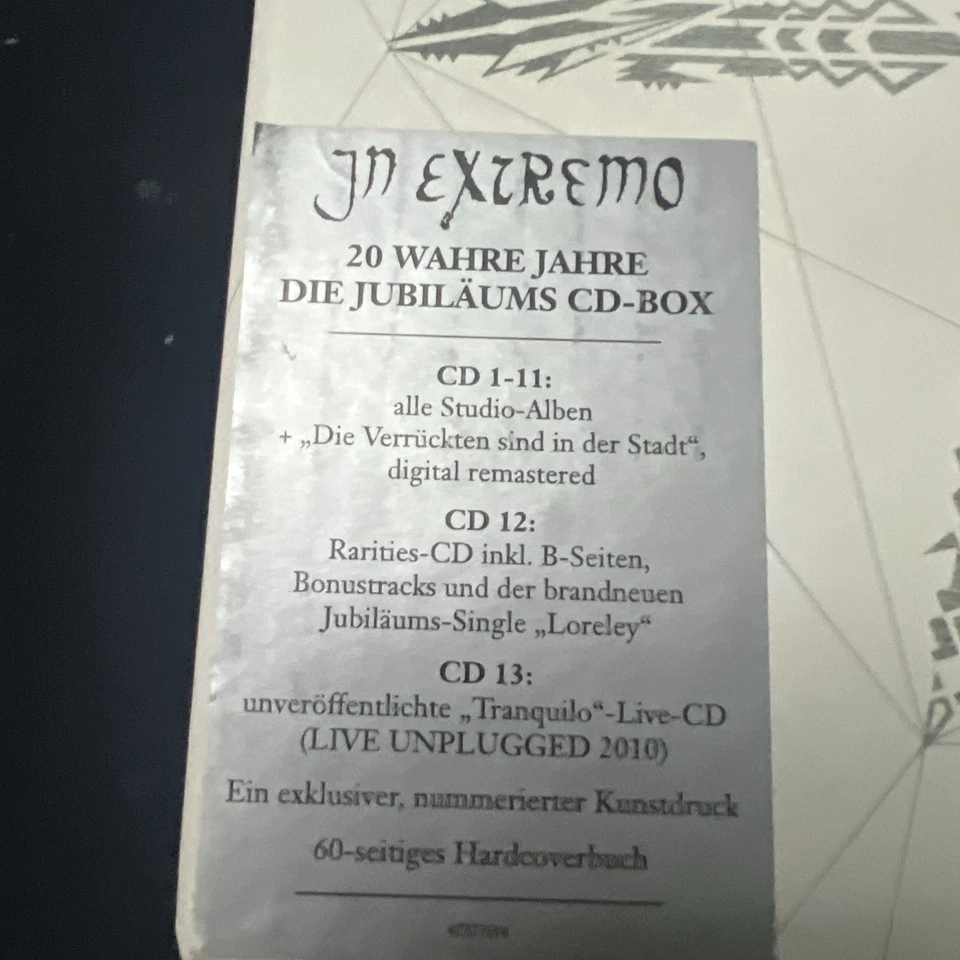 IN EXTREMO
20 WAHRE JAHRE
DIE JUBILÄUMS CD-BOX
CD 1-11:
alle Studio-Alben
+ „Die Verrückten sind in der Stadt“,
digital remastered
CD 12:
Rarities-CD inkl. B-Seiten,
Bonustracks und der brandneuen
Jubiläums-Single „Loreley“
CD 13:
unveröffentlichte „Tranquilo“-Live-CD
(LIVE UNPLUGGED 2010)
Ein exklusiver, nummerierter Kunstdruck
60-seitiges Hardcoverbuch